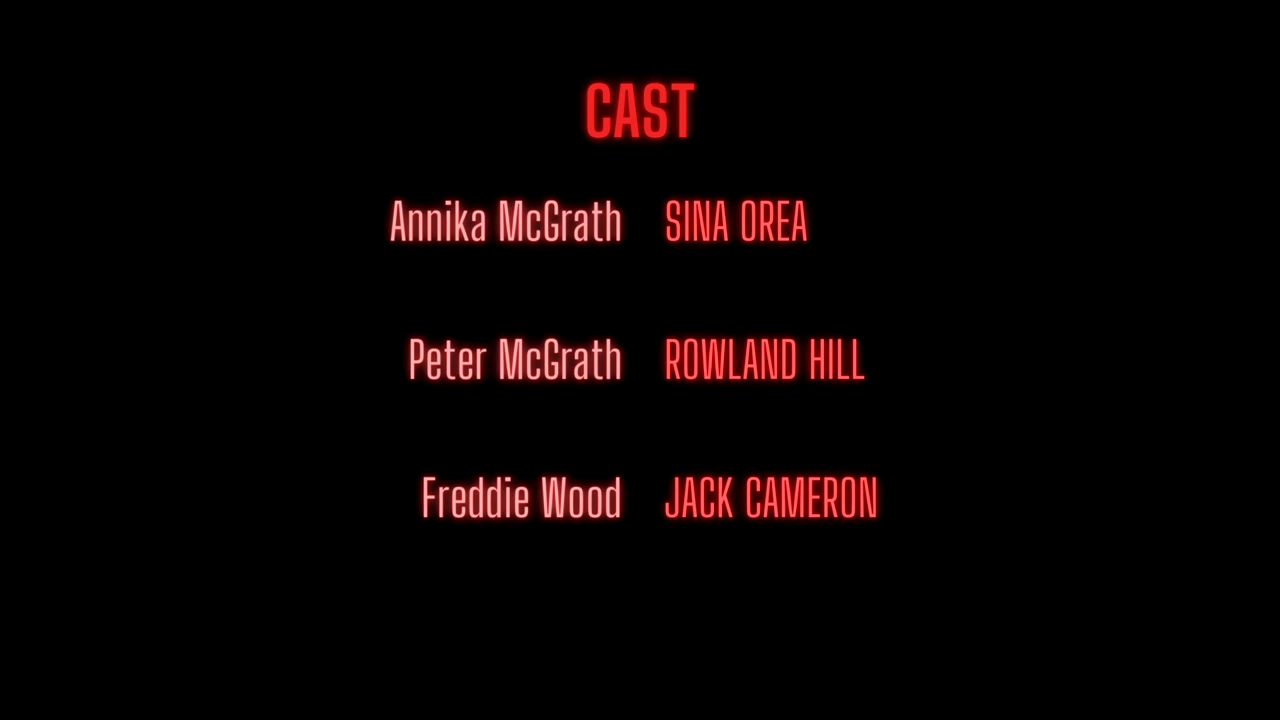 CAST
Annika McGrath SINA OREA
Peter McGrath ROWLAND HILL
Freddie Wood JACK CAMERON